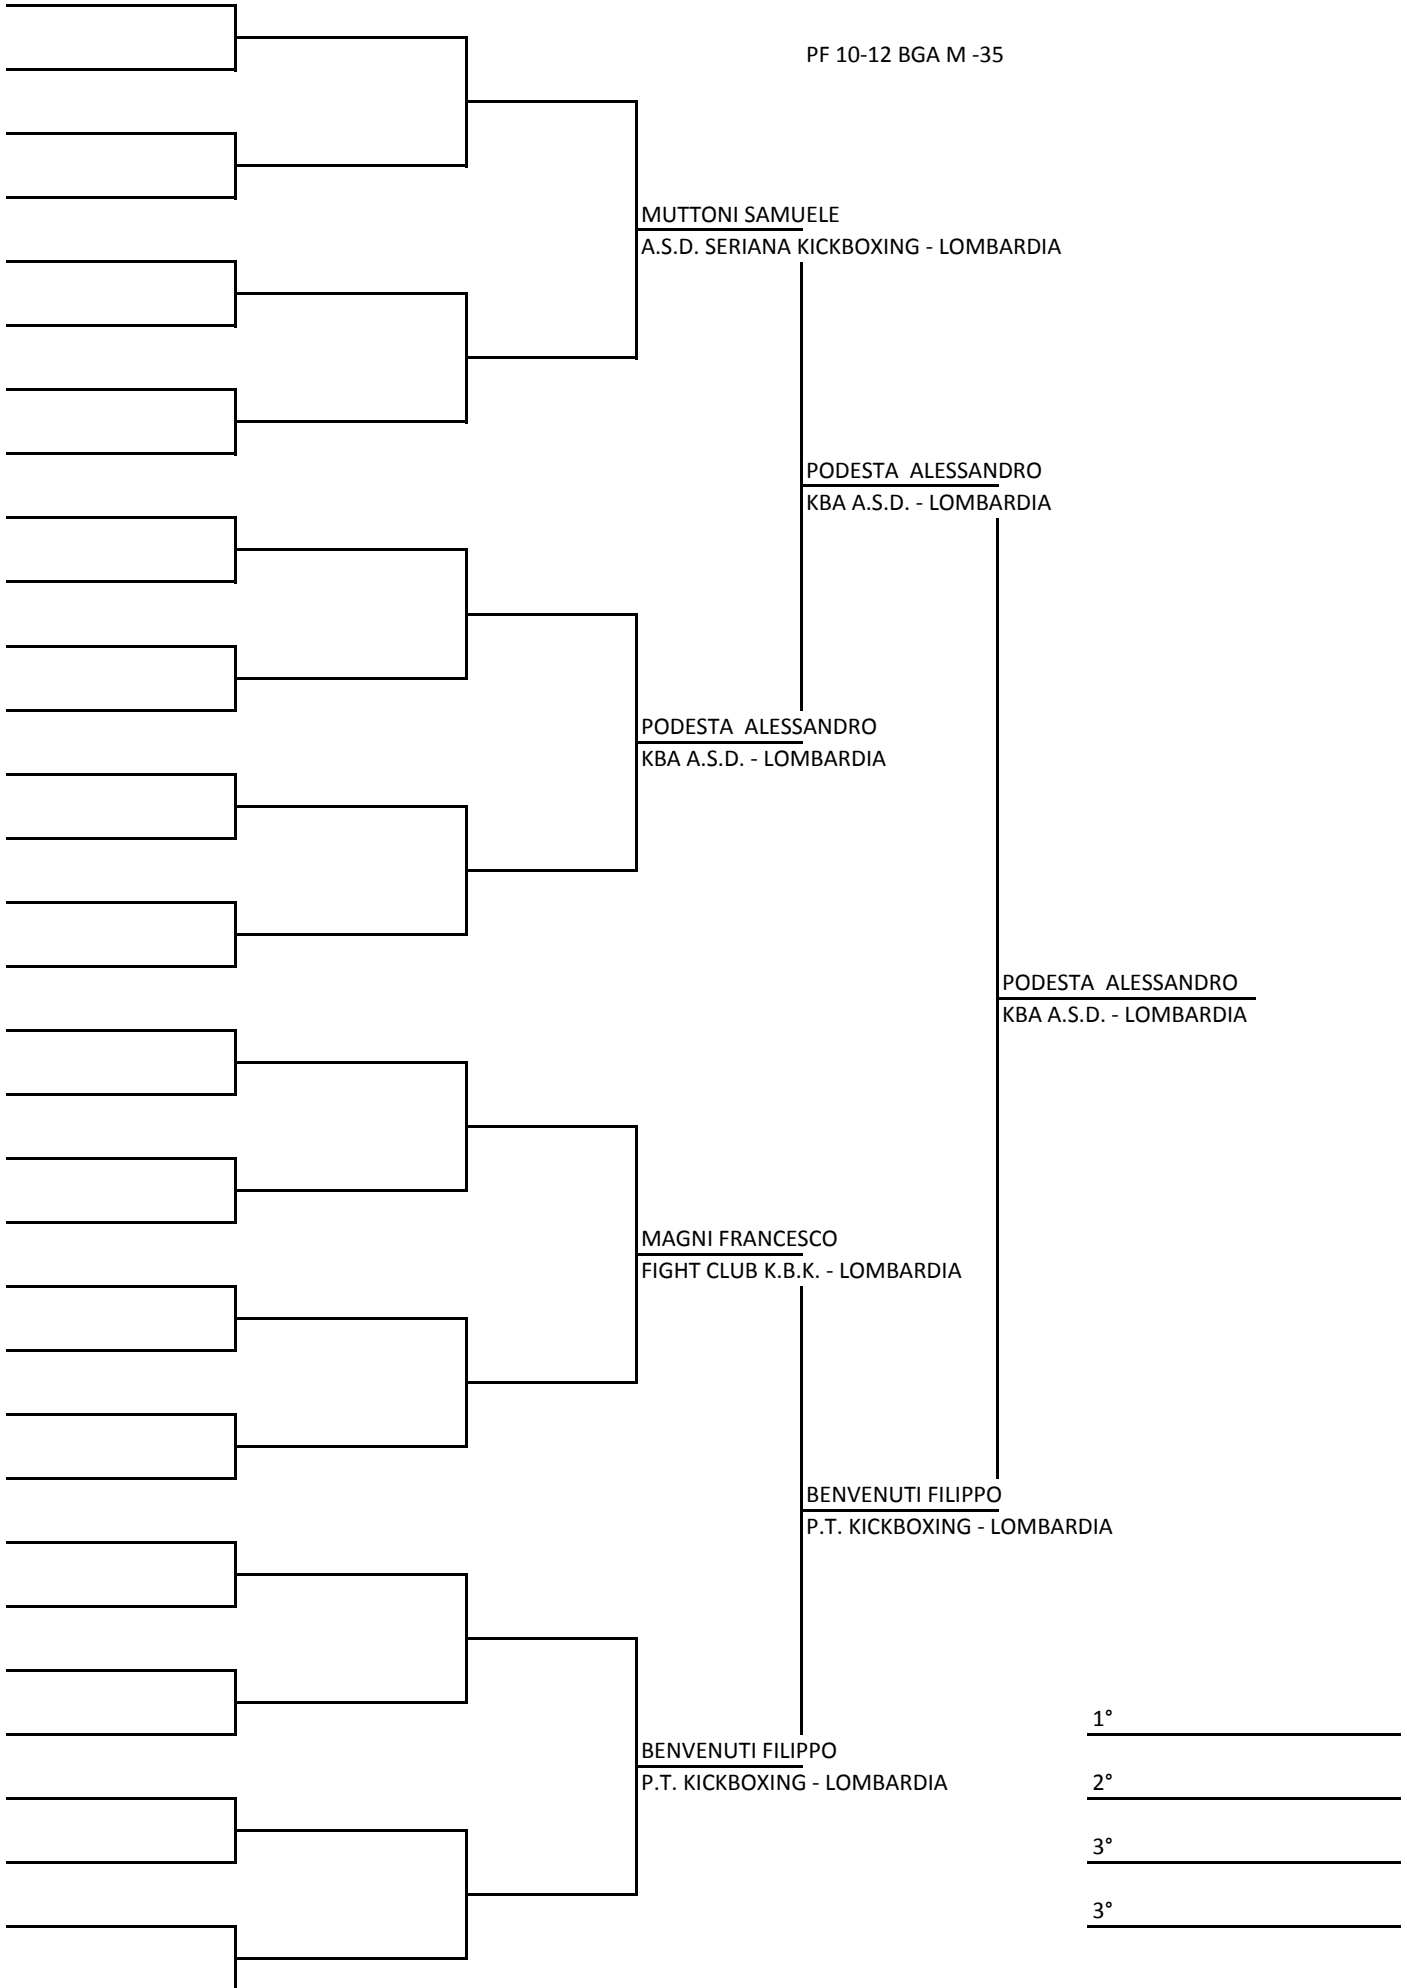 PF 10-12 BGA M -35
MUTTONI SAMUELE
A.S.D. SERIANA KICKBOXING - LOMBARDIA
PODESTA  ALESSANDRO
KBA A.S.D. - LOMBARDIA
PODESTA  ALESSANDRO
KBA A.S.D. - LOMBARDIA
PODESTA  ALESSANDRO
KBA A.S.D. - LOMBARDIA
MAGNI FRANCESCO
FIGHT CLUB K.B.K. - LOMBARDIA
BENVENUTI FILIPPO
P.T. KICKBOXING - LOMBARDIA
1°
BENVENUTI FILIPPO
P.T. KICKBOXING - LOMBARDIA
2°
3°
3°